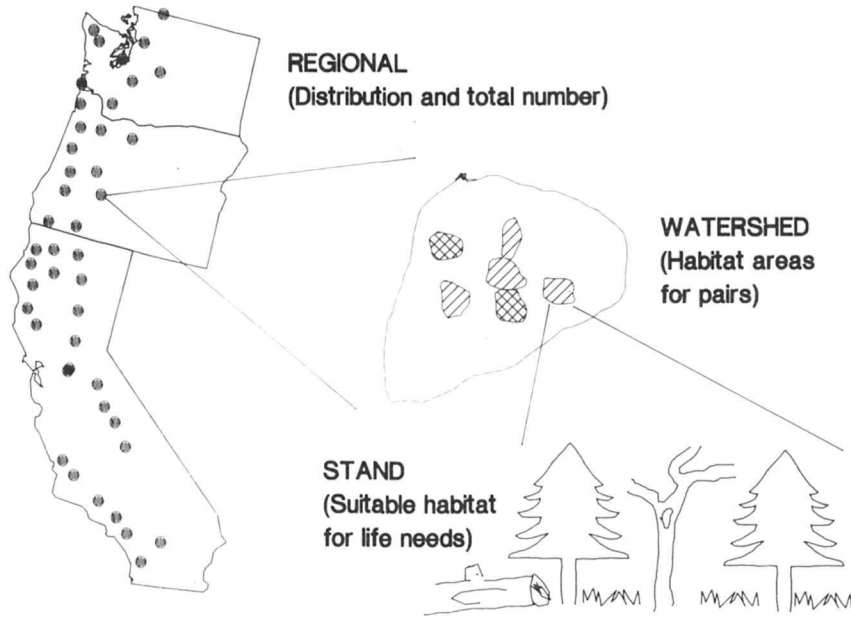 REGIONAL
(Distribution and total number)
WATERSHED
(Habitat areas
for pairs)
STAND
(Suitable habitat
for life needs)